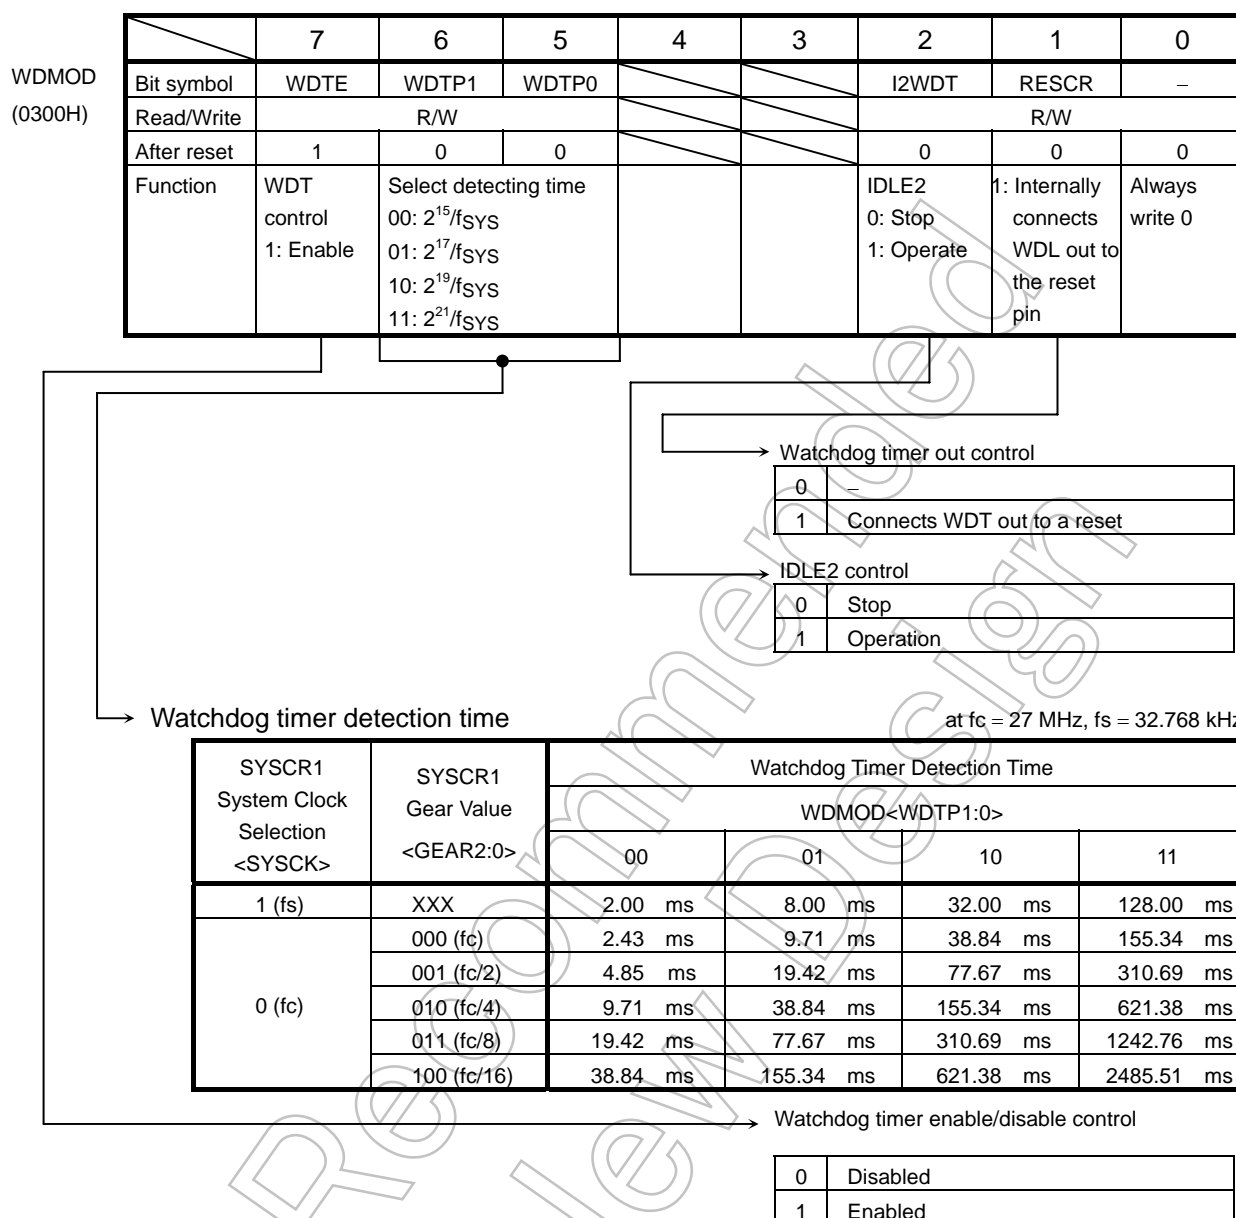 7 6 5 4 3 2 1 0
WDMOD
(0300H)
Bit symbol WDTE WDTP1 WDTP0 I2WDT RESCR –
Read/Write R/W R/W
After reset 1 0 0 0 0 0
Function
WDT
control
1: Enable
Select detecting time
00: 2^15/fSYS
01: 2^17/fSYS
10: 2^19/fSYS
11: 2^21/fSYS
IDLE2
0: Stop
1: Operate
1: Internally
connects
WDL out to
the reset
pin
Always
write 0
Watchdog timer out control
0 –
1 Connects WDT out to a reset
IDLE2 control
0 Stop
1 Operation
Watchdog timer detection time
at fc = 27 MHz, fs = 32.768 kHz
SYSCR1
System Clock
Selection
<SYSCK>
SYSCR1
Gear Value
<GEAR2:0>
Watchdog Timer Detection Time
WDMOD<WDTP1:0>
00 01 10 11
1 (fs) XXX 2.00 ms 8.00 ms 32.00 ms 128.00 ms
0 (fc)
000 (fc) 2.43 ms 9.71 ms 38.84 ms 155.34 ms
001 (fc/2) 4.85 ms 19.42 ms 77.67 ms 310.69 ms
010 (fc/4) 9.71 ms 38.84 ms 155.34 ms 621.38 ms
011 (fc/8) 19.42 ms 77.67 ms 310.69 ms 1242.76 ms
100 (fc/16) 38.84 ms 155.34 ms 621.38 ms 2485.51 ms
Watchdog timer enable/disable control
0 Disabled
1 Enabled
Recommended
Design